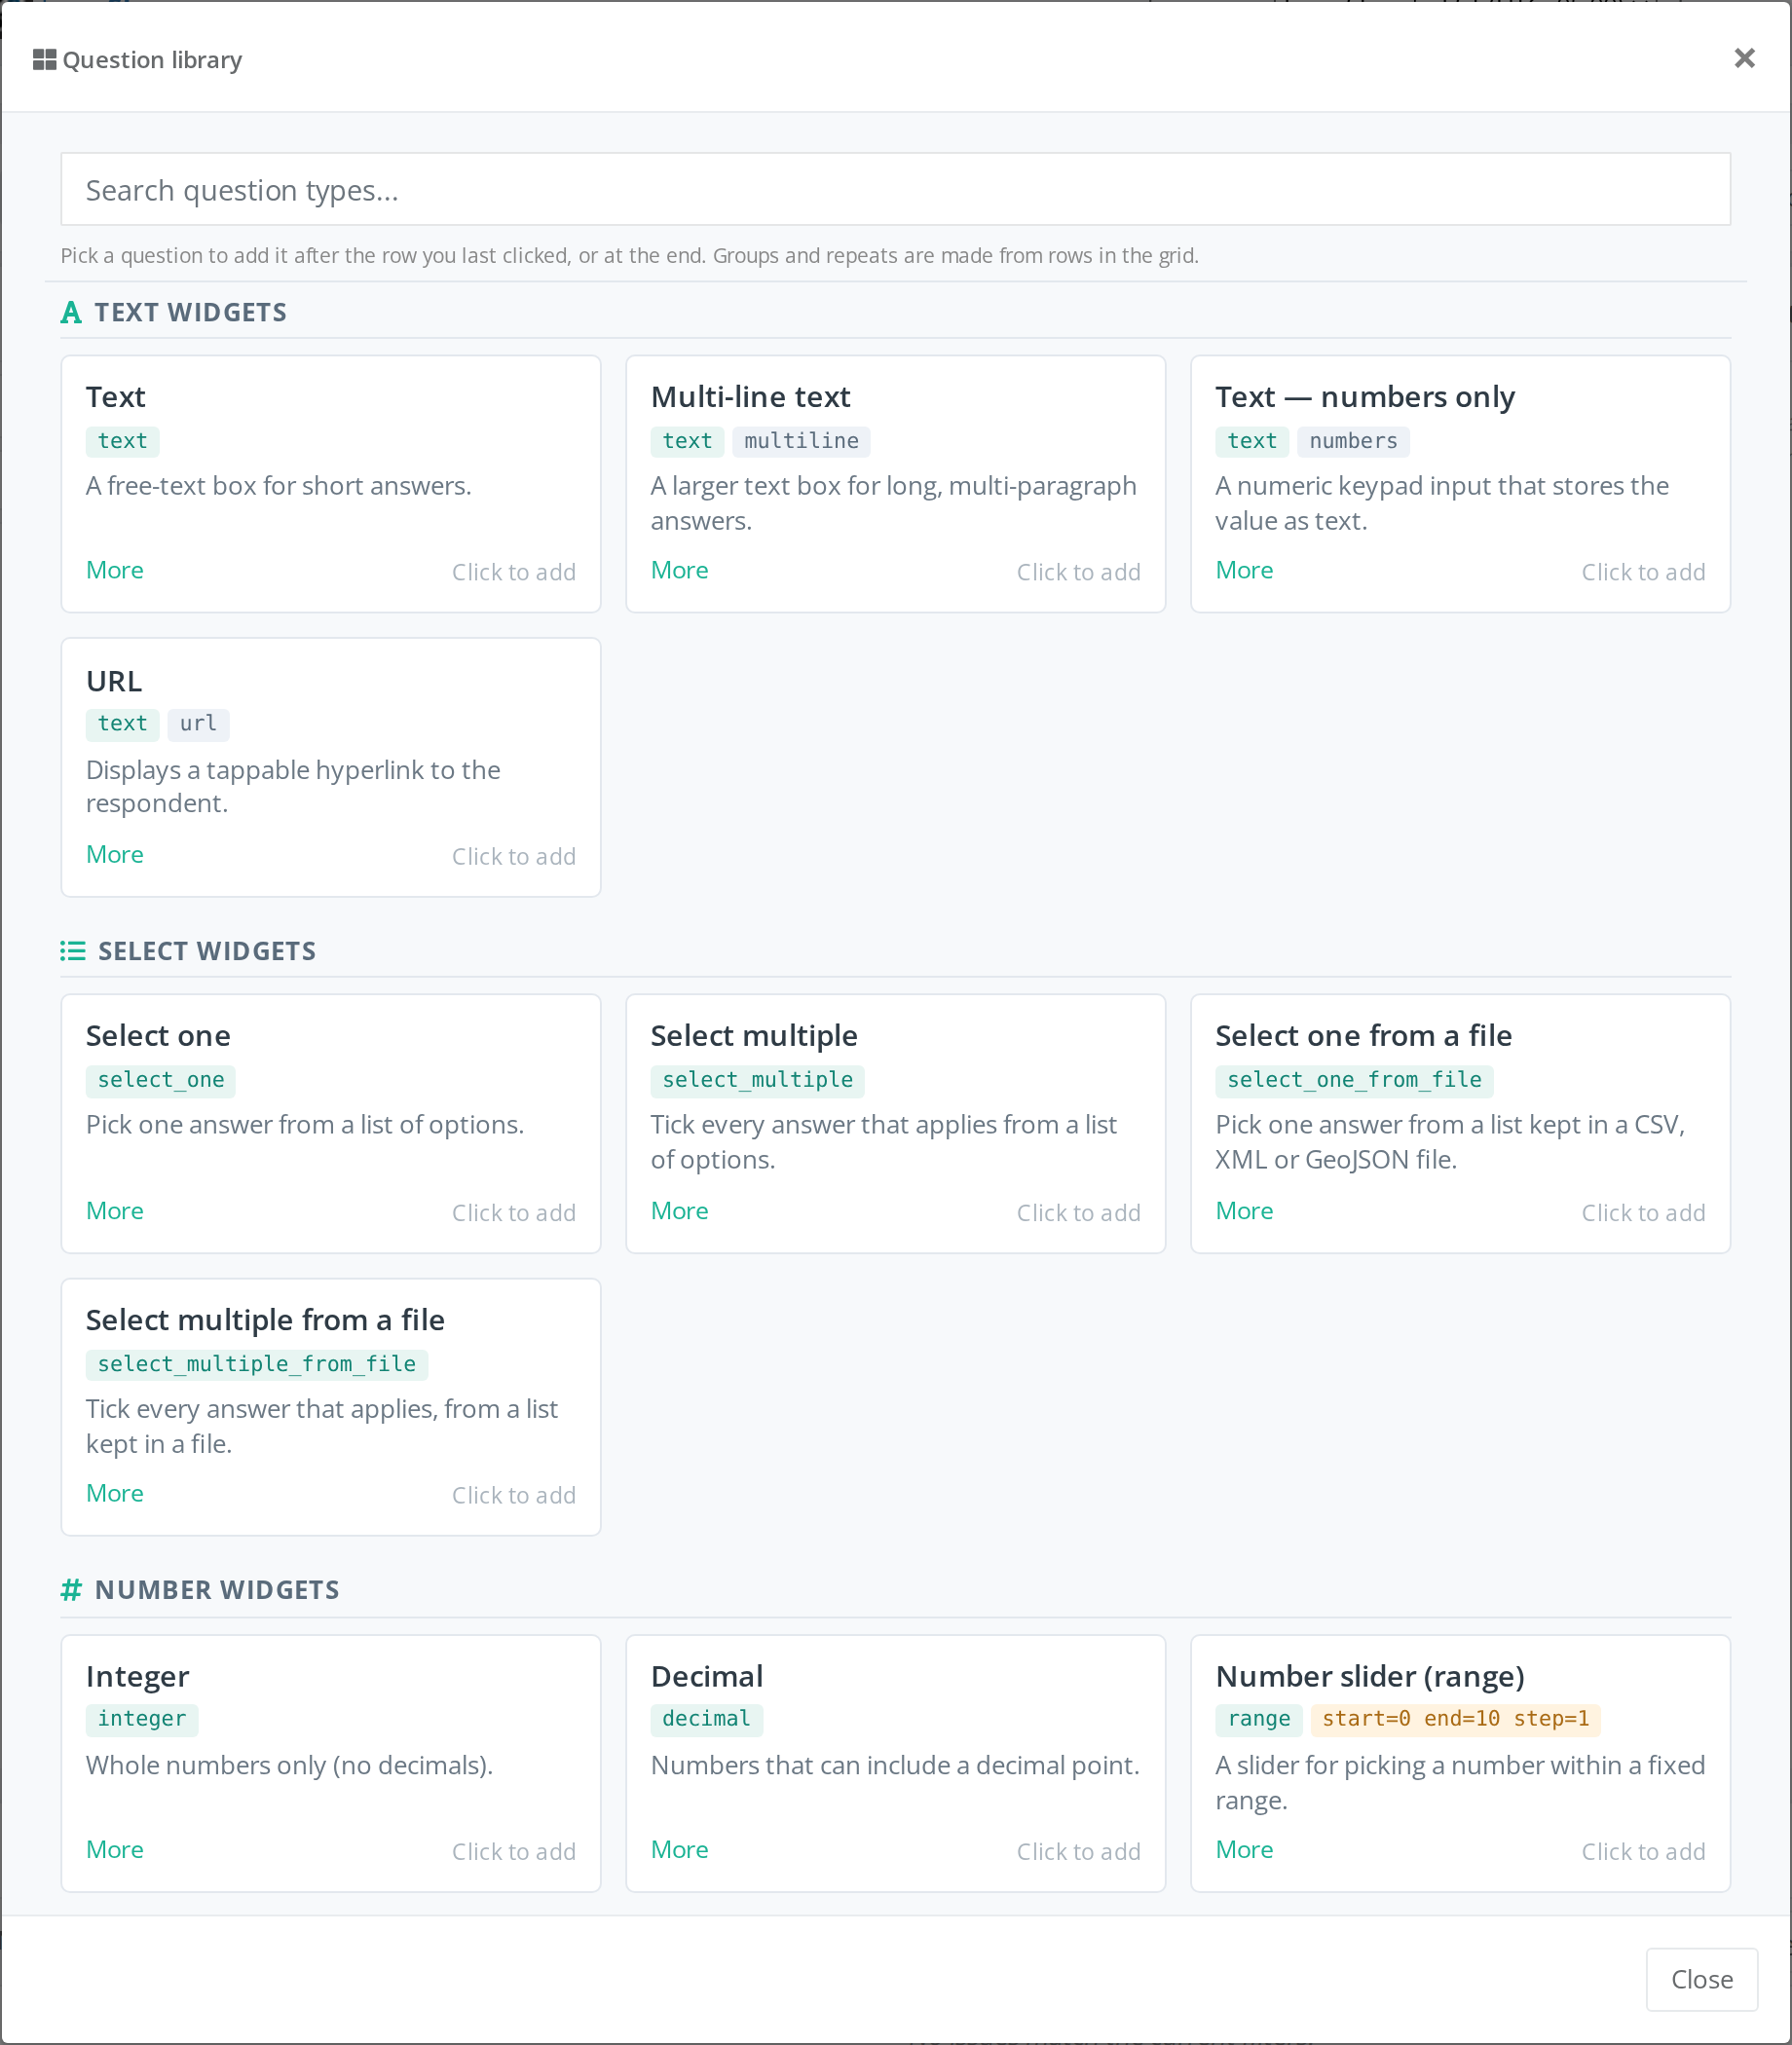 Question library
Search question types...
Pick a question to add it after the row you last clicked, or at the end. Groups and repeats are made from rows in the grid.
TEXT WIDGETS
Text
text
A free-text box for short answers.
More
Click to add
Multi-line text
text multiline
A larger text box for long, multi-paragraph
answers.
More
Click to add
Text — numbers only
text numbers
A numeric keypad input that stores the
value as text.
More
Click to add
URL
text url
Displays a tappable hyperlink to the
respondent.
More
Click to add
SELECT WIDGETS
Select one
select_one
Pick one answer from a list of options.
More
Click to add
Select multiple
select_multiple
Tick every answer that applies from a list
of options.
More
Click to add
Select one from a file
select_one_from_file
Pick one answer from a list kept in a CSV,
XML or GeoJSON file.
More
Click to add
Select multiple from a file
select_multiple_from_file
Tick every answer that applies, from a list
kept in a file.
More
Click to add
NUMBER WIDGETS
Integer
integer
Whole numbers only (no decimals).
More
Click to add
Decimal
decimal
Numbers that can include a decimal point.
More
Click to add
Number slider (range)
range start=0 end=10 step=1
A slider for picking a number within a fixed
range.
More
Click to add
Close